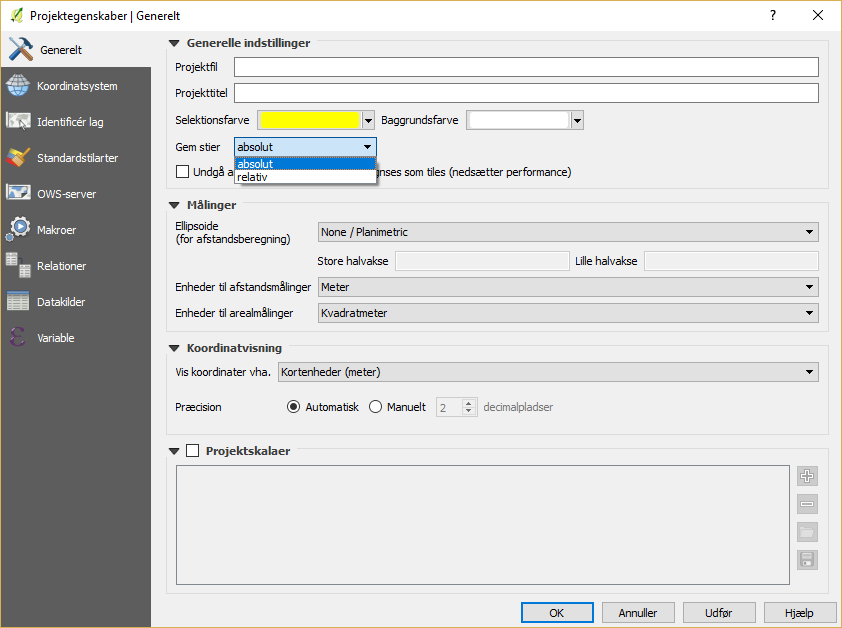 Projektegenskaber | Generelt
Generelt
Koordinatsystem
Identificér lag
Standardstilarter
OWS-server
Makroer
Relationer
Datakilder
Variable
Generelle indstillinger
Projektfil
Projekttitel
Selektionsfarve Baggrundsfarve
Gem stier absolut
absolut
relativ
Undgå som tiles (nedsætter performance)
Målinger
Ellipsoide
(for afstandsberegning) None / Planimetric
Store halvakse Lille halvakse
Enheder til afstandsmålinger Meter
Enheder til arealmålinger Kvadratmeter
Koordinatvisning
Vis koordinater vha. Kortenheder (meter)
Præcision Automatisk Manuelt 2 decimalpladser
Projektskalaer
OK Annuller Udfør Hjælp